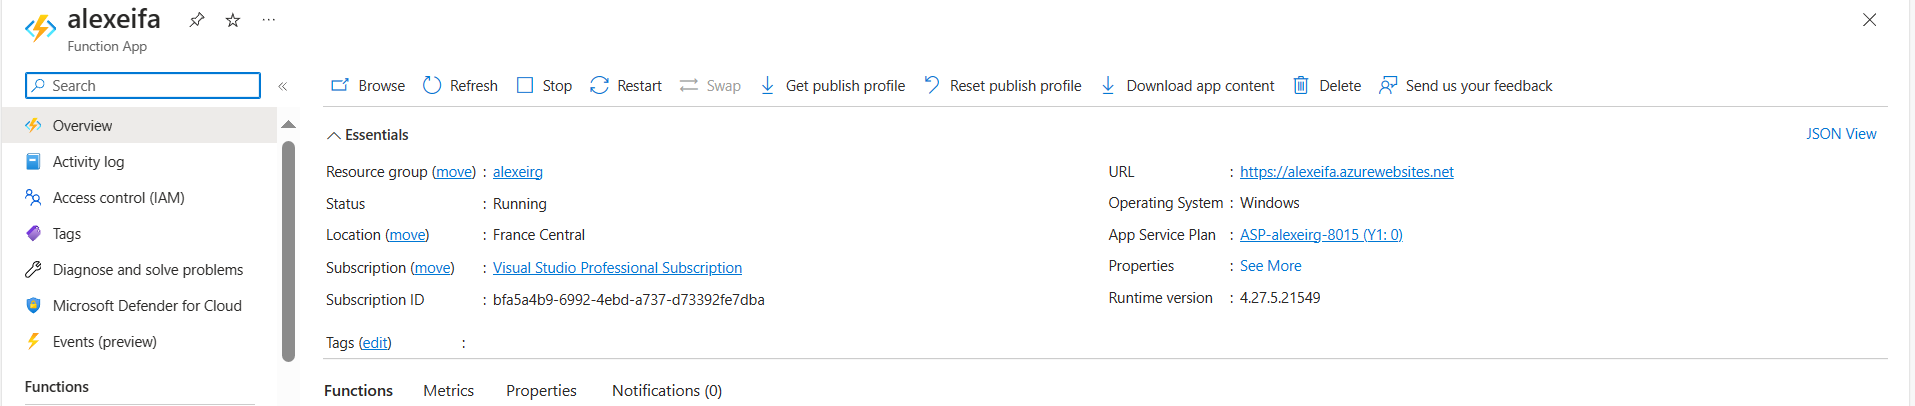 alexeifa
Function App
Search
Overview
Activity log
Access control (IAM)
Tags
Diagnose and solve problems
Microsoft Defender for Cloud
Events (preview)
Functions
Browse Refresh Stop Restart Swap Get publish profile Reset publish profile Download app content Delete Send us your feedback
Essentials
JSON View
Resource group (move) : alexeirg
Status : Running
Location (move) : France Central
Subscription (move) : Visual Studio Professional Subscription
Subscription ID : bfa5a4b9-6992-4ebd-a737-d73392fe7dba
Tags (edit) :
URL : https://alexeifa.azurewebsites.net
Operating System : Windows
App Service Plan : ASP-alexeirg-8015 (Y1: 0)
Properties : See More
Runtime version : 4.27.5.21549
Functions Metrics Properties Notifications (0)